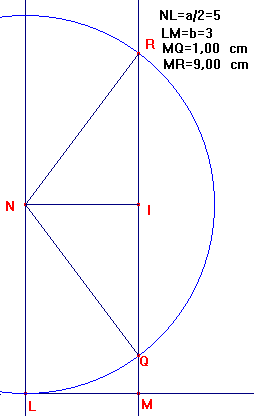 NL=a/2=5
LM=b=3
MQ=1,00 cm
MR=9,00 cm
R
N
I
Q
L
M